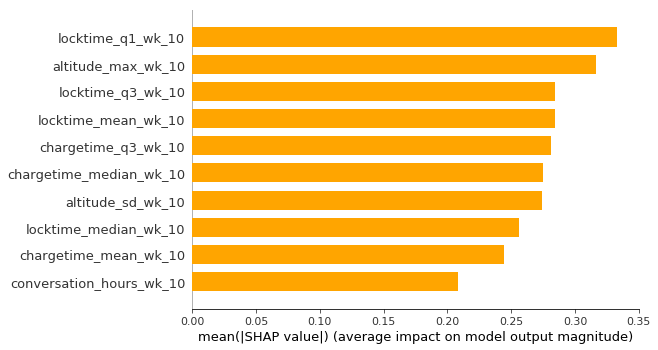 locktime_q1_wk_10
altitude_max_wk_10
locktime_q3_wk_10
locktime_mean_wk_10
chargetime_q3_wk_10
chargetime_median_wk_10
altitude_sd_wk_10
locktime_median_wk_10
chargetime_mean_wk_10
conversation_hours_wk_10
0.00 0.05 0.10 0.15 0.20 0.25 0.30 0.35
mean(|SHAP value|) (average impact on model output magnitude)